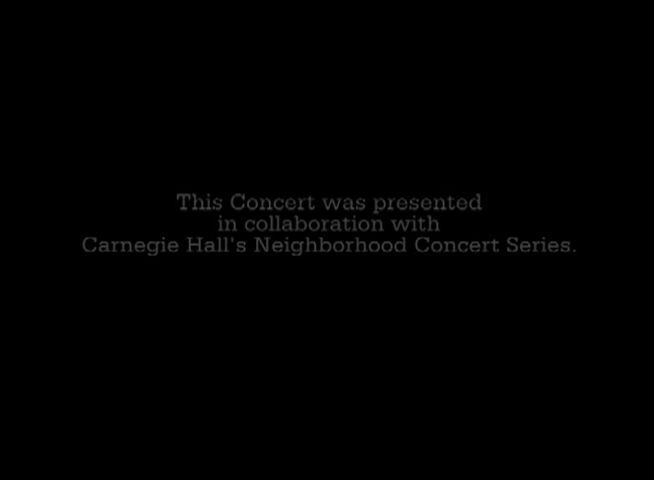 This Concert was presented
in collaboration with
Carnegie Hall's Neighborhood Concert Series.